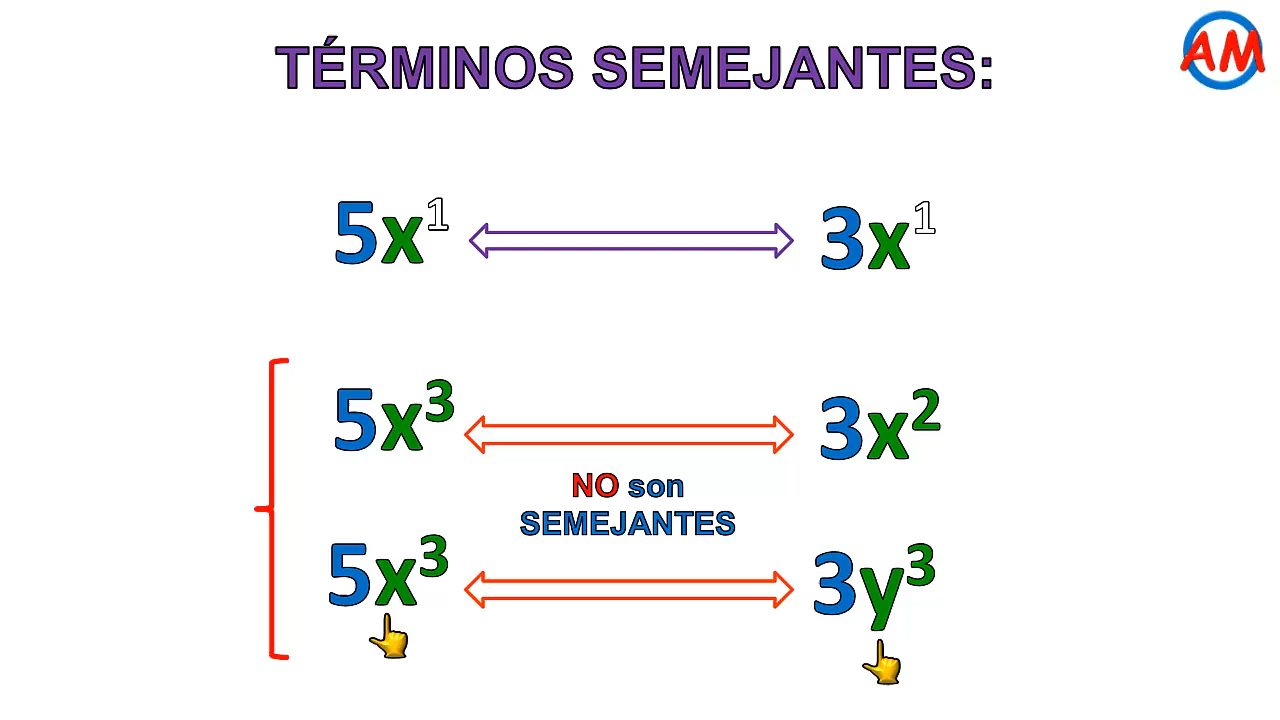 TÉRMINOS SEMEJANTES:
AM
5x¹ 3x¹
5x³ 3x²
NO son
SEMEJANTES
5x³ 3y³